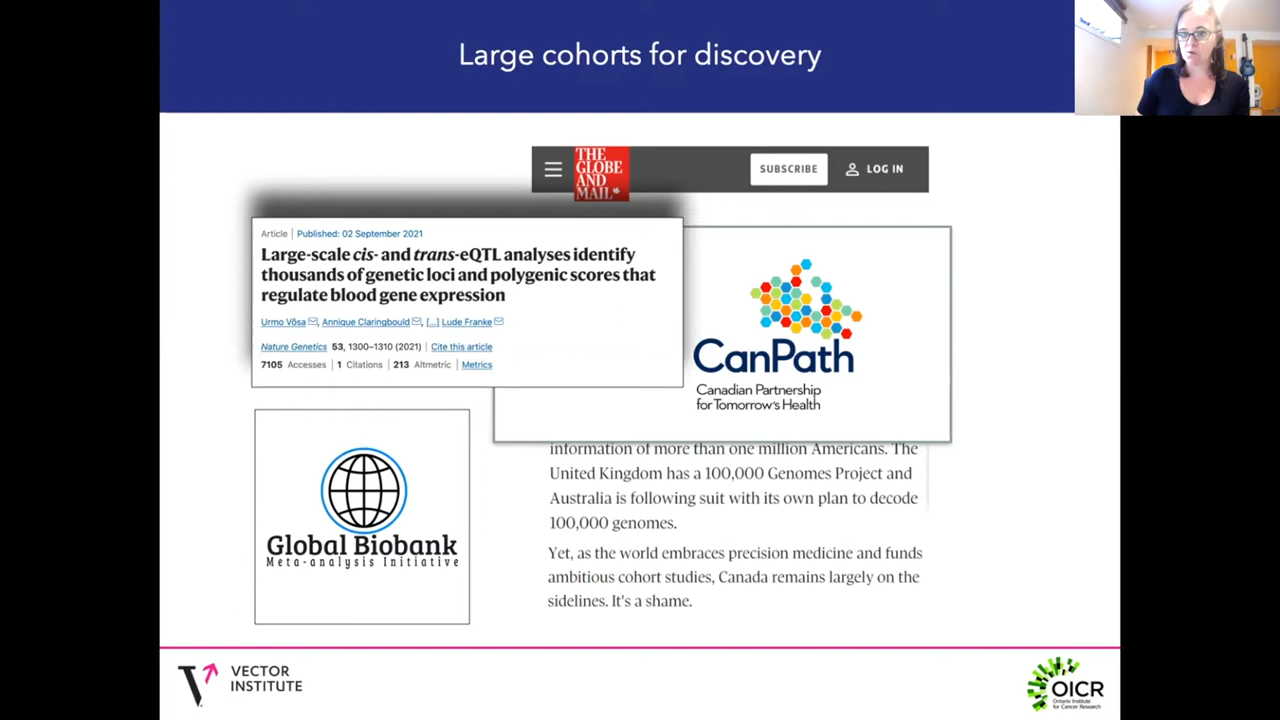 Large cohorts for discovery
THE
GLOBE
AND
MAIL
SUBSCRIBE
LOG IN
Article | Published: 02 September 2021
Large-scale cis- and trans-eQTL analyses identify
thousands of genetic loci and polygenic scores that
regulate blood gene expression
Urmo Võsa, Annique Claringbould, [...] Lude Franke
Nature Genetics 53, 1300–1310 (2021) | Cite this article
7105 Accesses | 1 Citations | 213 Altmetric | Metrics
CanPath
Canadian Partnership
for Tomorrow's Health
Global Biobank
Meta-analysis Initiative
information of more than one million Americans. The
United Kingdom has a 100,000 Genomes Project and
Australia is following suit with its own plan to decode
100,000 genomes.
Yet, as the world embraces precision medicine and funds
ambitious cohort studies, Canada remains largely on the
sidelines. It's a shame.
VECTOR
INSTITUTE
OICR
Ontario Institute
for Cancer Research